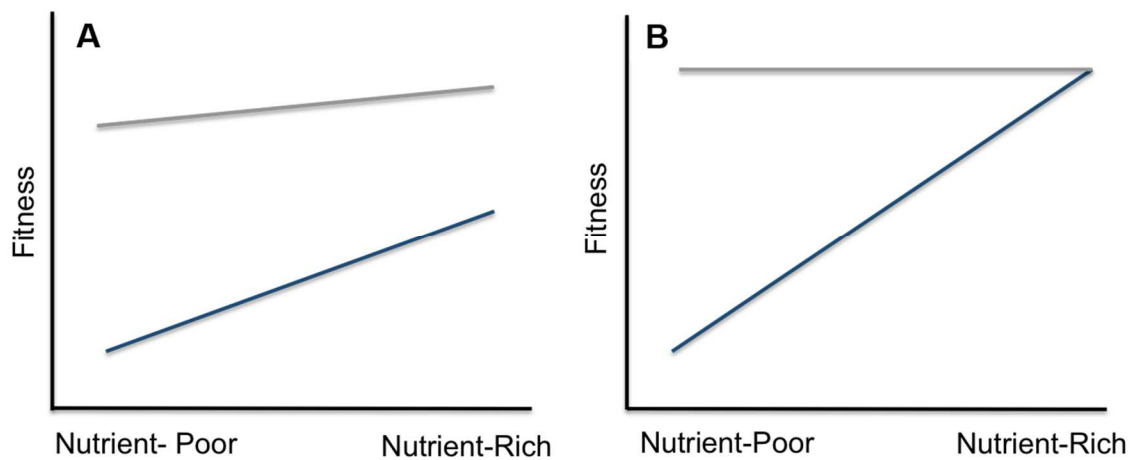 A
Fitness
Nutrient- Poor
Nutrient-Rich
B
Fitness
Nutrient-Poor
Nutrient-Rich